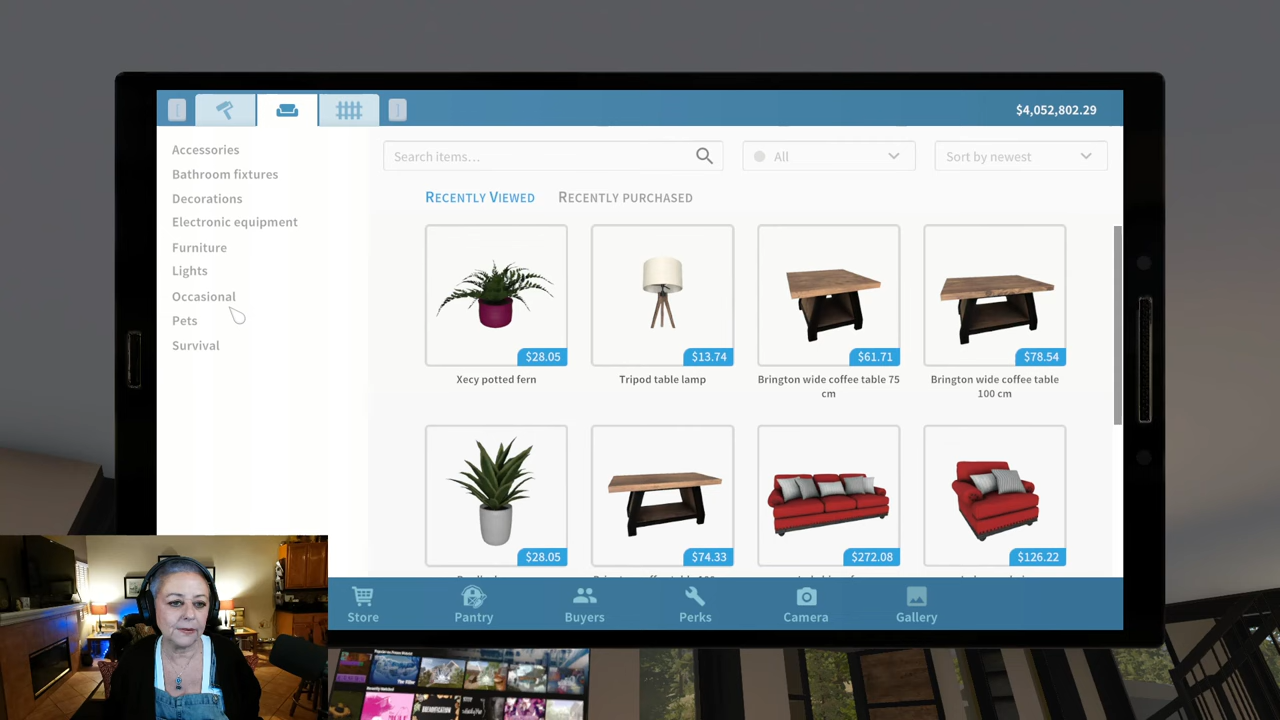 $4,052,802.29
Accessories
Bathroom fixtures
Decorations
Electronic equipment
Furniture
Lights
Occasional
Pets
Survival
Search items...
All
Sort by newest
RECENTLY VIEWED
RECENTLY PURCHASED
$28.05
$13.74
$61.71
$78.54
Xecy potted fern
Tripod table lamp
Brington wide coffee table 75
cm
Brington wide coffee table
100 cm
$28.05
$74.33
$272.08
$126.22
Store
Pantry
Buyers
Perks
Camera
Gallery